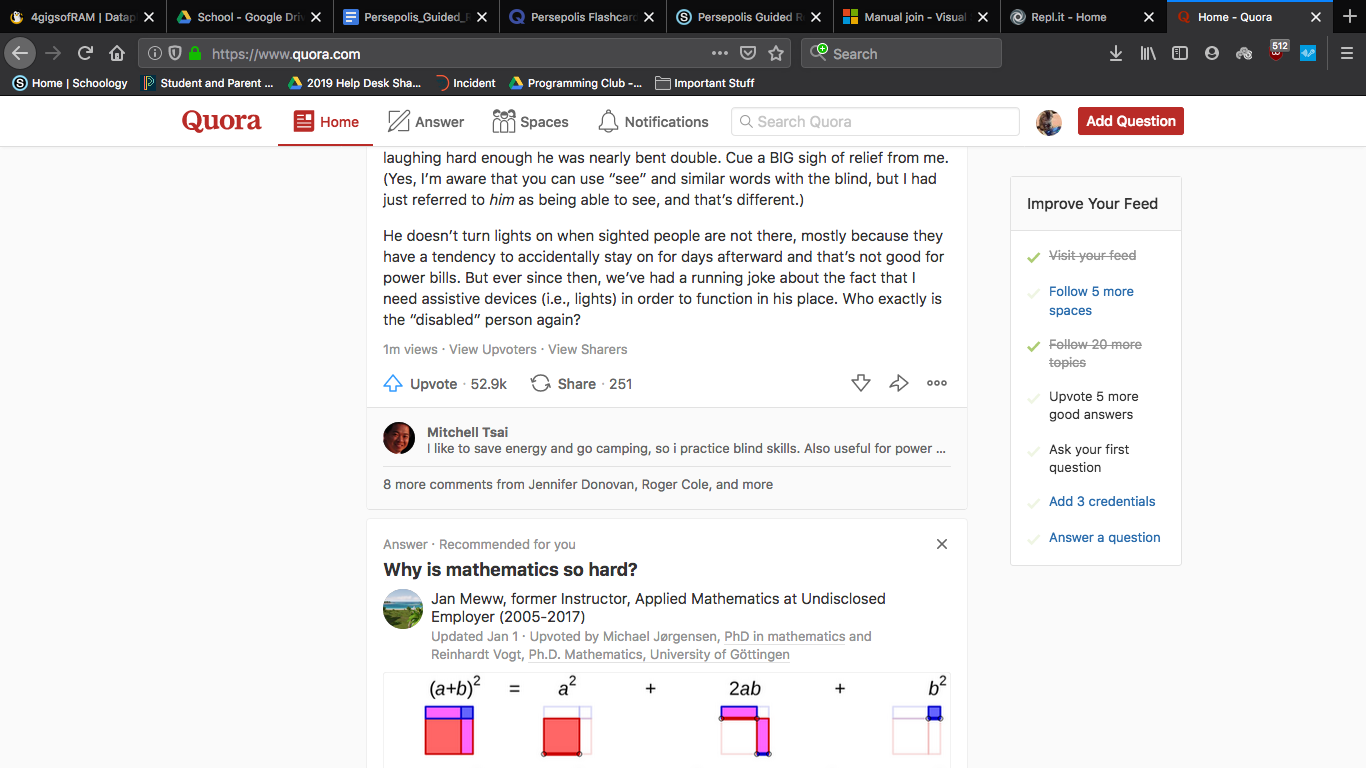 4gigsofRAM | Datap
School - Google Driv
Persepolis_Guided_R
Persepolis Flashcard
Persepolis Guided R
Manual join - Visual
Repl.it - Home
Home - Quora
https://www.quora.com
Search
512
Home | Schoology
Student and Parent ...
2019 Help Desk Sha...
Incident
Programming Club -...
Important Stuff
Quora
Home
Answer
Spaces
Notifications
Search Quora
Add Question
laughing hard enough he was nearly bent double. Cue a BIG sigh of relief from me.
(Yes, I’m aware that you can use “see” and similar words with the blind, but I had
just referred to him as being able to see, and that’s different.)
He doesn’t turn lights on when sighted people are not there, mostly because they
have a tendency to accidentally stay on for days afterward and that’s not good for
power bills. But ever since then, we’ve had a running joke about the fact that I
need assistive devices (i.e., lights) in order to function in his place. Who exactly is
the “disabled” person again?
1m views · View Upvoters · View Sharers
Upvote · 52.9k
Share · 251
Mitchell Tsai
I like to save energy and go camping, so i practice blind skills. Also useful for power ...
8 more comments from Jennifer Donovan, Roger Cole, and more
Answer · Recommended for you
Why is mathematics so hard?
Jan Meww, former Instructor, Applied Mathematics at Undisclosed
Employer (2005-2017)
Updated Jan 1 · Upvoted by Michael Jørgensen, PhD in mathematics and
Reinhardt Vogt, Ph.D. Mathematics, University of Göttingen
(a+b)² = a² + 2ab + b²
Improve Your Feed
Visit your feed
Follow 5 more
spaces
Follow 20 more
topics
Upvote 5 more
good answers
Ask your first
question
Add 3 credentials
Answer a question